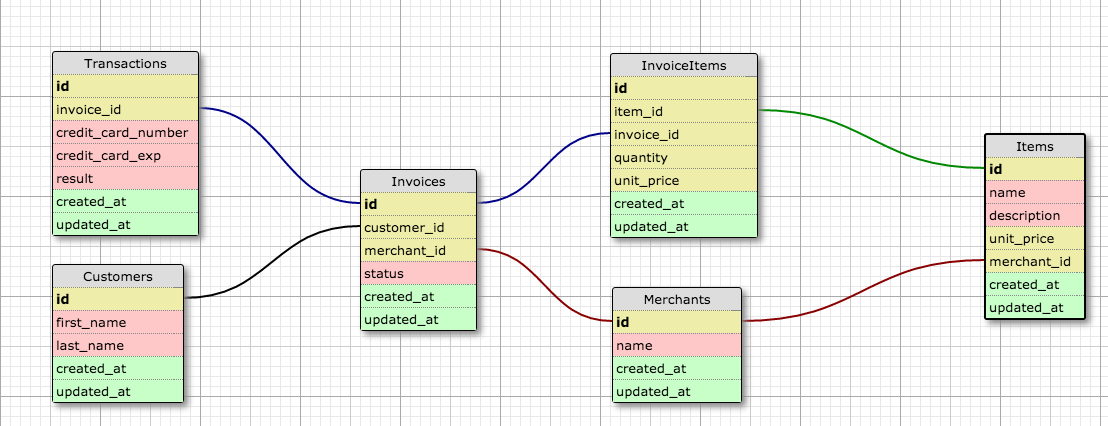 Transactions
id
invoice_id
credit_card_number
credit_card_exp
result
created_at
updated_at
Customers
id
first_name
last_name
created_at
updated_at
Invoices
id
customer_id
merchant_id
status
created_at
updated_at
InvoiceItems
id
item_id
invoice_id
quantity
unit_price
created_at
updated_at
Merchants
id
name
created_at
updated_at
Items
id
name
description
unit_price
merchant_id
created_at
updated_at